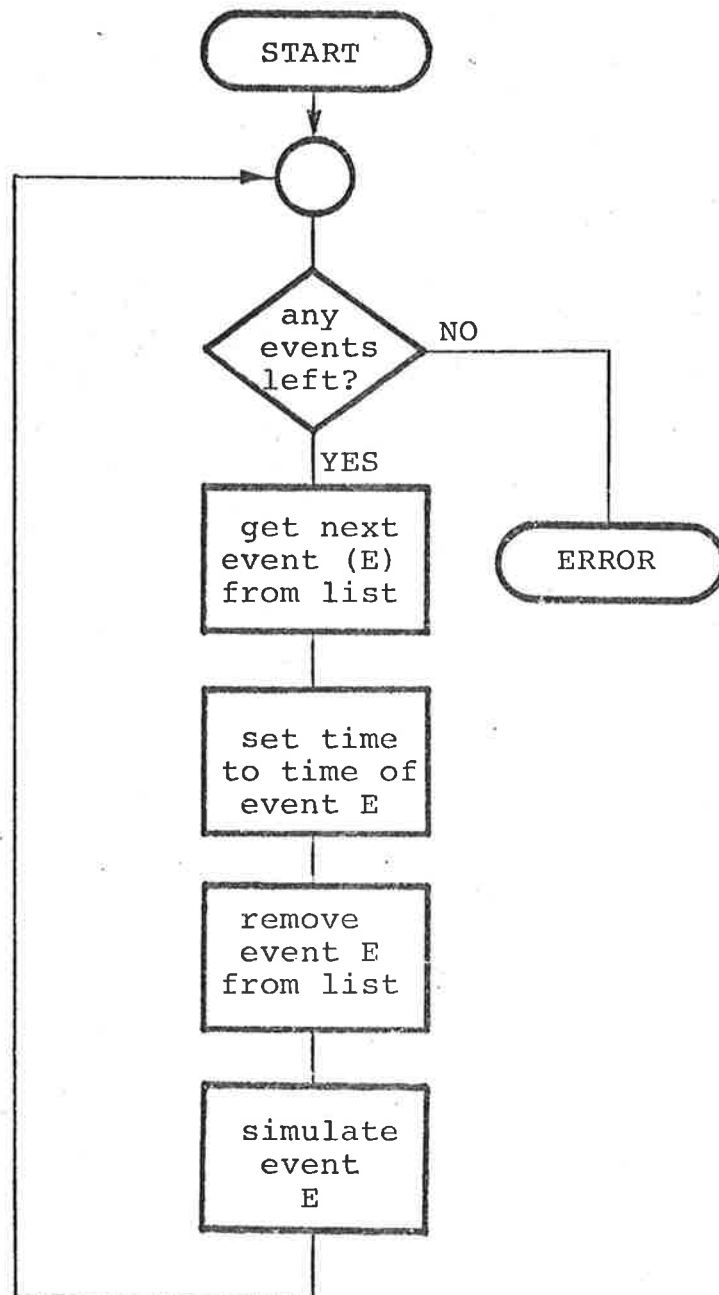 START
any
events
left?
NO
YES
get next
event (E)
from list
ERROR
set time
to time of
event E
remove
event E
from list
simulate
event
E